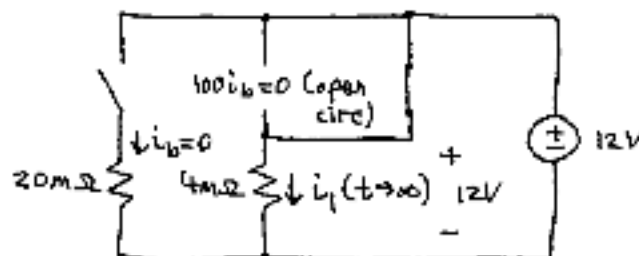 100i_b=0 (open
circ)
↓i_b=0
20mΩ
4mΩ
↓ i_1(t→∞)
+
12V
−
±
12V